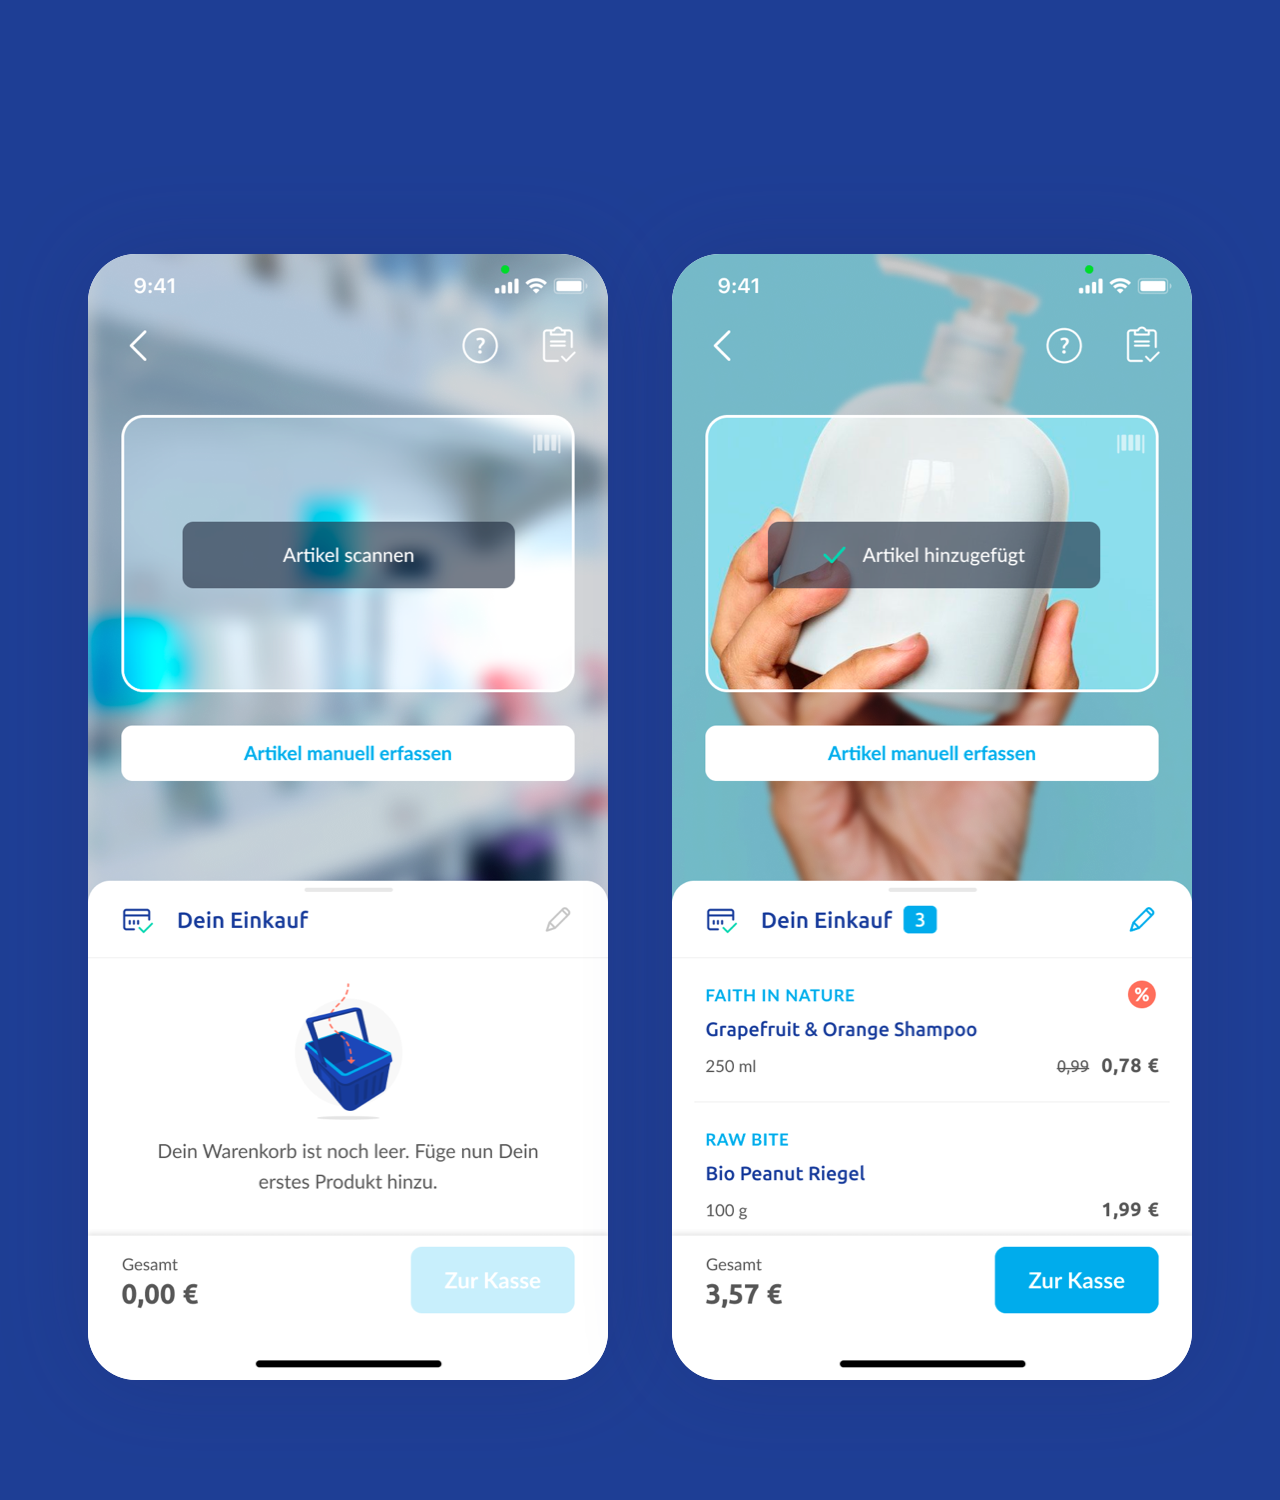 9:41
?
Artikel scannen
Artikel manuell erfassen
Dein Einkauf
Dein Warenkorb ist noch leer. Füge nun Dein
erstes Produkt hinzu.
Gesamt
0,00 €
Zur Kasse
9:41
?
Artikel hinzugefügt
Artikel manuell erfassen
Dein Einkauf 3
FAITH IN NATURE %
Grapefruit & Orange Shampoo
250 ml 0,99 0,78 €
RAW BITE
Bio Peanut Riegel
100 g 1,99 €
Gesamt
3,57 €
Zur Kasse